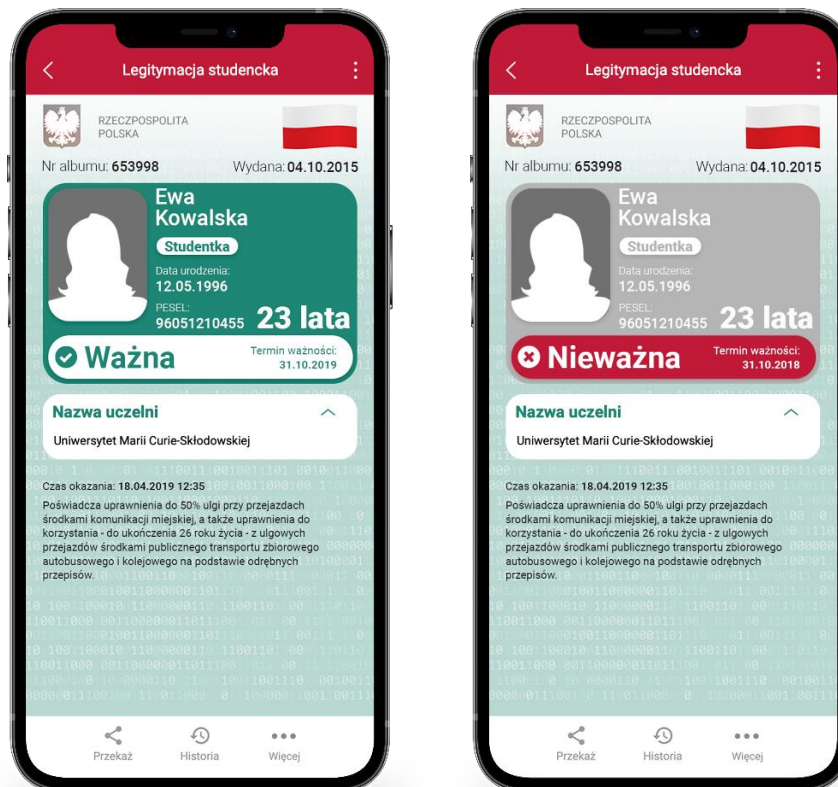 Legitymacja studencka
RZECZPOSPOLITA
POLSKA
Nr albumu: 653998 Wydana: 04.10.2015
Ewa
Kowalska
Studentka
Data urodzenia:
12.05.1996
PESEL:
96051210455 23 lata
Ważna Termin ważności:
31.10.2019
Nazwa uczelni
Uniwersytet Marii Curie-Skłodowskiej
Czas okazania: 18.04.2019 12:35
Poświadcza uprawnienia do 50% ulgi przy przejazdach
środkami komunikacji miejskiej, a także uprawnienia do
korzystania - do ukończenia 26 roku życia - z ulgowych
przejazdów środkami publicznego transportu zbiorowego
autobusowego i kolejowego na podstawie odrębnych
przepisów.
Przekaż Historia Więcej
Legitymacja studencka
RZECZPOSPOLITA
POLSKA
Nr albumu: 653998 Wydana: 04.10.2015
Ewa
Kowalska
Studentka
Data urodzenia:
12.05.1996
PESEL:
96051210455 23 lata
Nieważna Termin ważności:
31.10.2018
Nazwa uczelni
Uniwersytet Marii Curie-Skłodowskiej
Czas okazania: 18.04.2019 12:35
Poświadcza uprawnienia do 50% ulgi przy przejazdach
środkami komunikacji miejskiej, a także uprawnienia do
korzystania - do ukończenia 26 roku życia - z ulgowych
przejazdów środkami publicznego transportu zbiorowego
autobusowego i kolejowego na podstawie odrębnych
przepisów.
Przekaż Historia Więcej